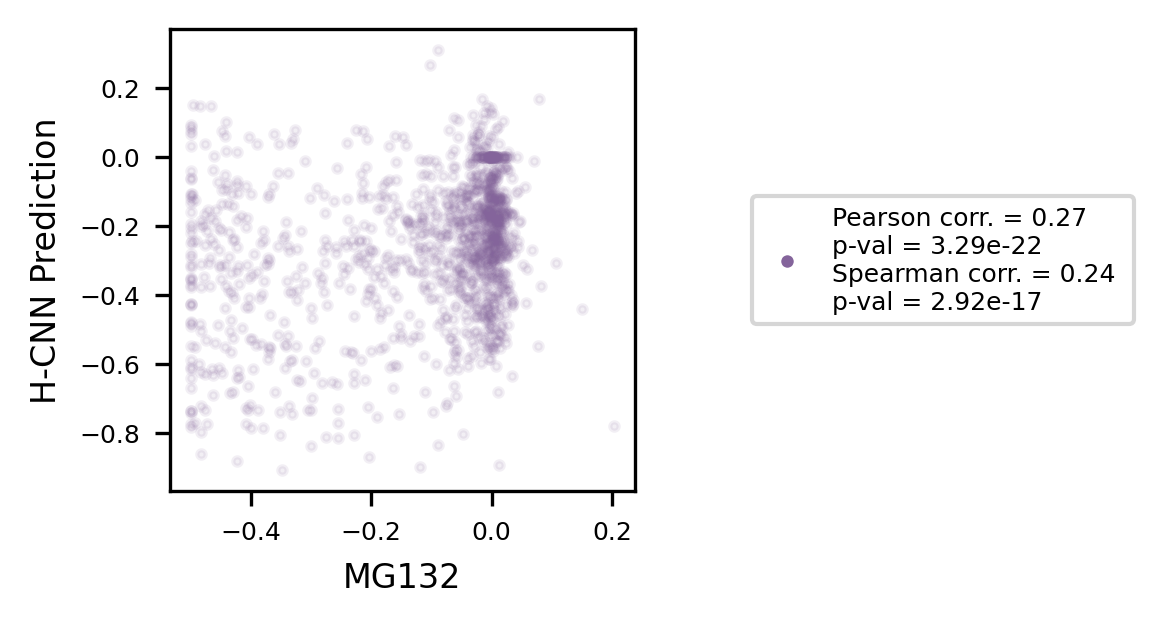 H-CNN Prediction
0.2
0.0
−0.2
−0.4
−0.6
−0.8
−0.4
−0.2
0.0
0.2
MG132
Pearson corr. = 0.27
p-val = 3.29e-22
Spearman corr. = 0.24
p-val = 2.92e-17